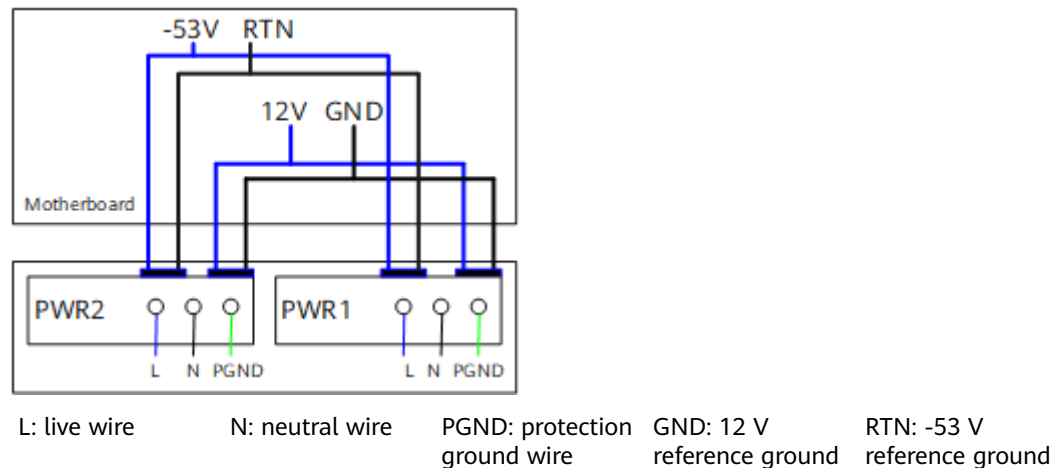 -53V RTN
12V GND
Motherboard
PWR2
PWR1
L N PGND
L N PGND
L: live wire
N: neutral wire
PGND: protection
ground wire
GND: 12 V
reference ground
RTN: -53 V
reference ground